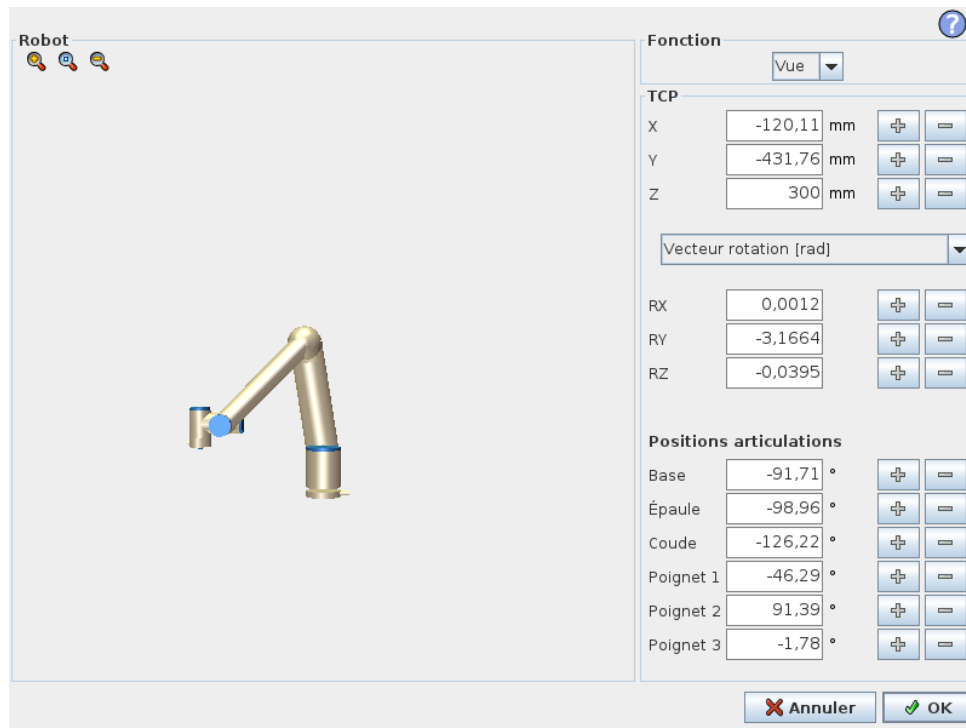 Robot
Fonction
Vue
TCP
X -120,11 mm
Y -431,76 mm
Z 300 mm
Vecteur rotation [rad]
RX 0,0012
RY -3,1664
RZ -0,0395
Positions articulations
Base -91,71 °
Épaule -98,96 °
Coude -126,22 °
Poignet 1 -46,29 °
Poignet 2 91,39 °
Poignet 3 -1,78 °
Annuler OK